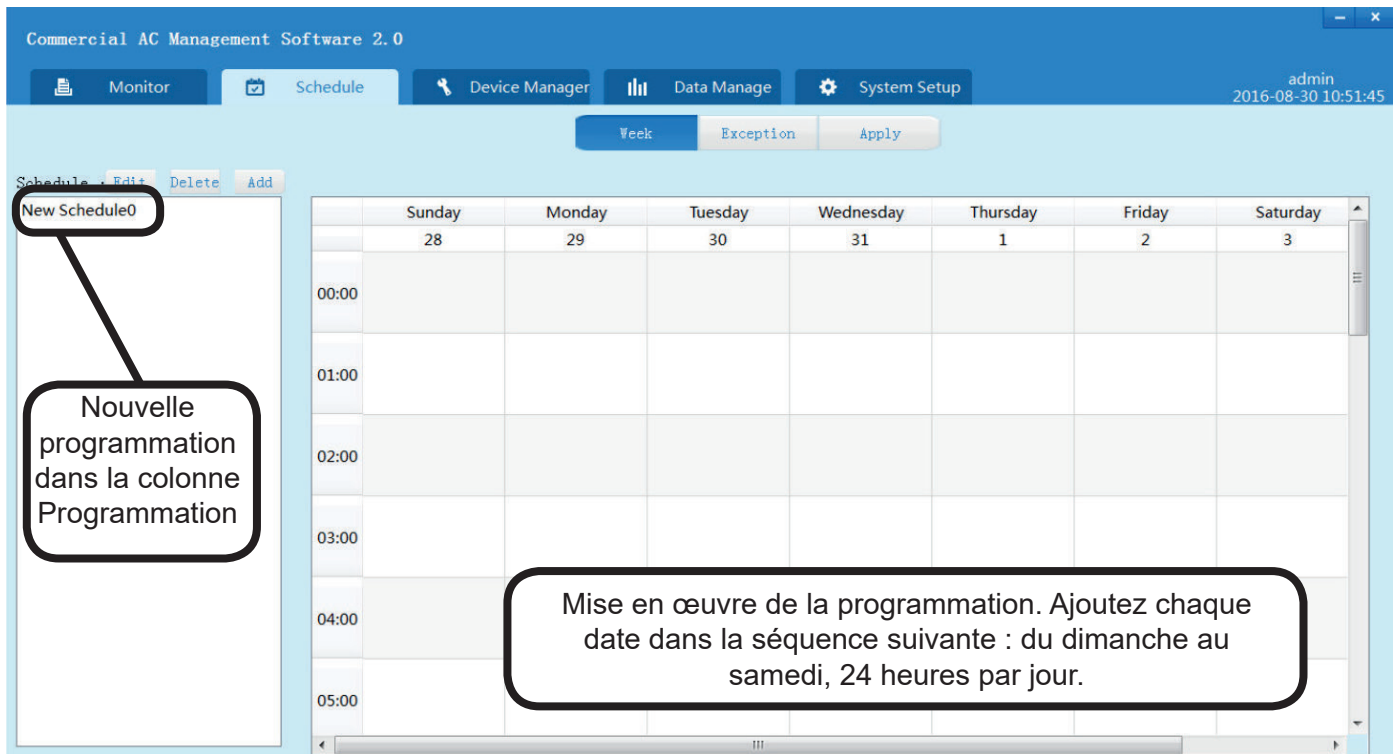 Commercial AC Management Software 2.0
Monitor
Schedule
Device Manager
Data Manage
System Setup
admin
2016-08-30 10:51:45
Week
Exception
Apply
Schedule : Edit Delete Add
New Schedule0
Sunday Monday Tuesday Wednesday Thursday Friday Saturday
28 29 30 31 1 2 3
00:00
01:00
02:00
03:00
04:00
05:00
Nouvelle
programmation
dans la colonne
Programmation
Mise en œuvre de la programmation. Ajoutez chaque
date dans la séquence suivante : du dimanche au
samedi, 24 heures par jour.